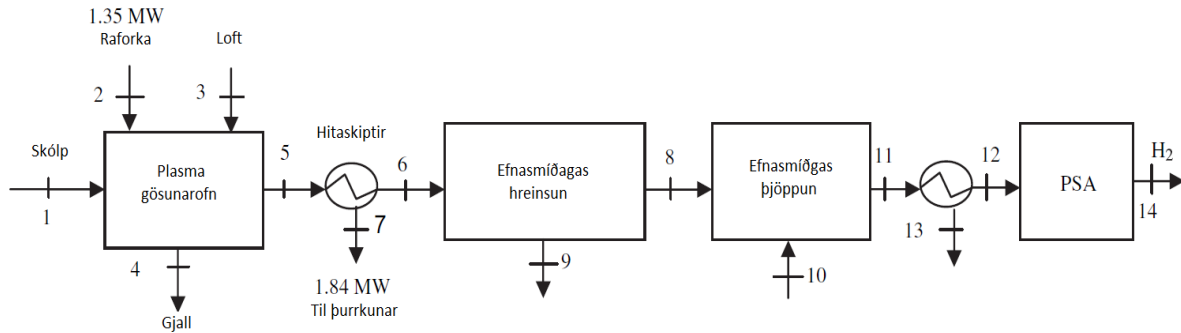 1.35 MW
Raforka
Loft
2
3
Skólp
1
Plasma
gösunarofn
4
Gjall
5
Hitaskiptir
6
7
1.84 MW
Til þurrkunar
Efnasmíðagas
hreinsun
8
9
Efnasmíðgas
þjöppun
10
11
12
13
PSA
H2
14